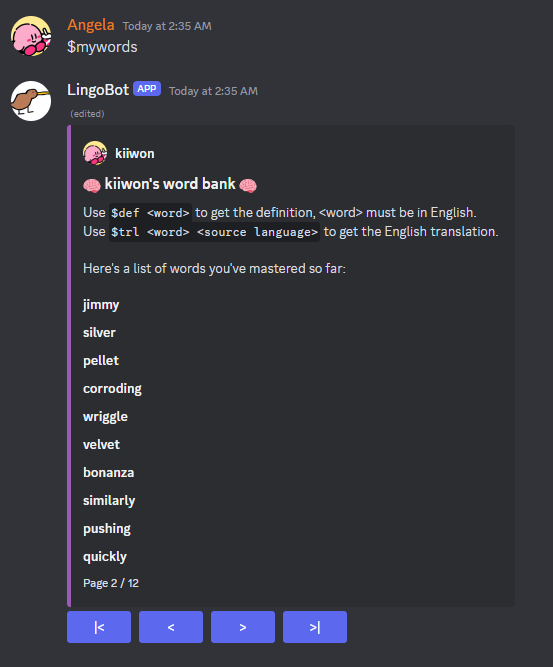 Angela Today at 2:35 AM
$mywords
LingoBot APP Today at 2:35 AM
(edited)
kiiwon
🧠 kiiwon's word bank 🧠
Use $def <word> to get the definition, <word> must be in English.
Use $trl <word> <source language> to get the English translation.
Here's a list of words you've mastered so far:
jimmy
silver
pellet
corroding
wriggle
velvet
bonanza
similarly
pushing
quickly
Page 2 / 12
|< < > >|